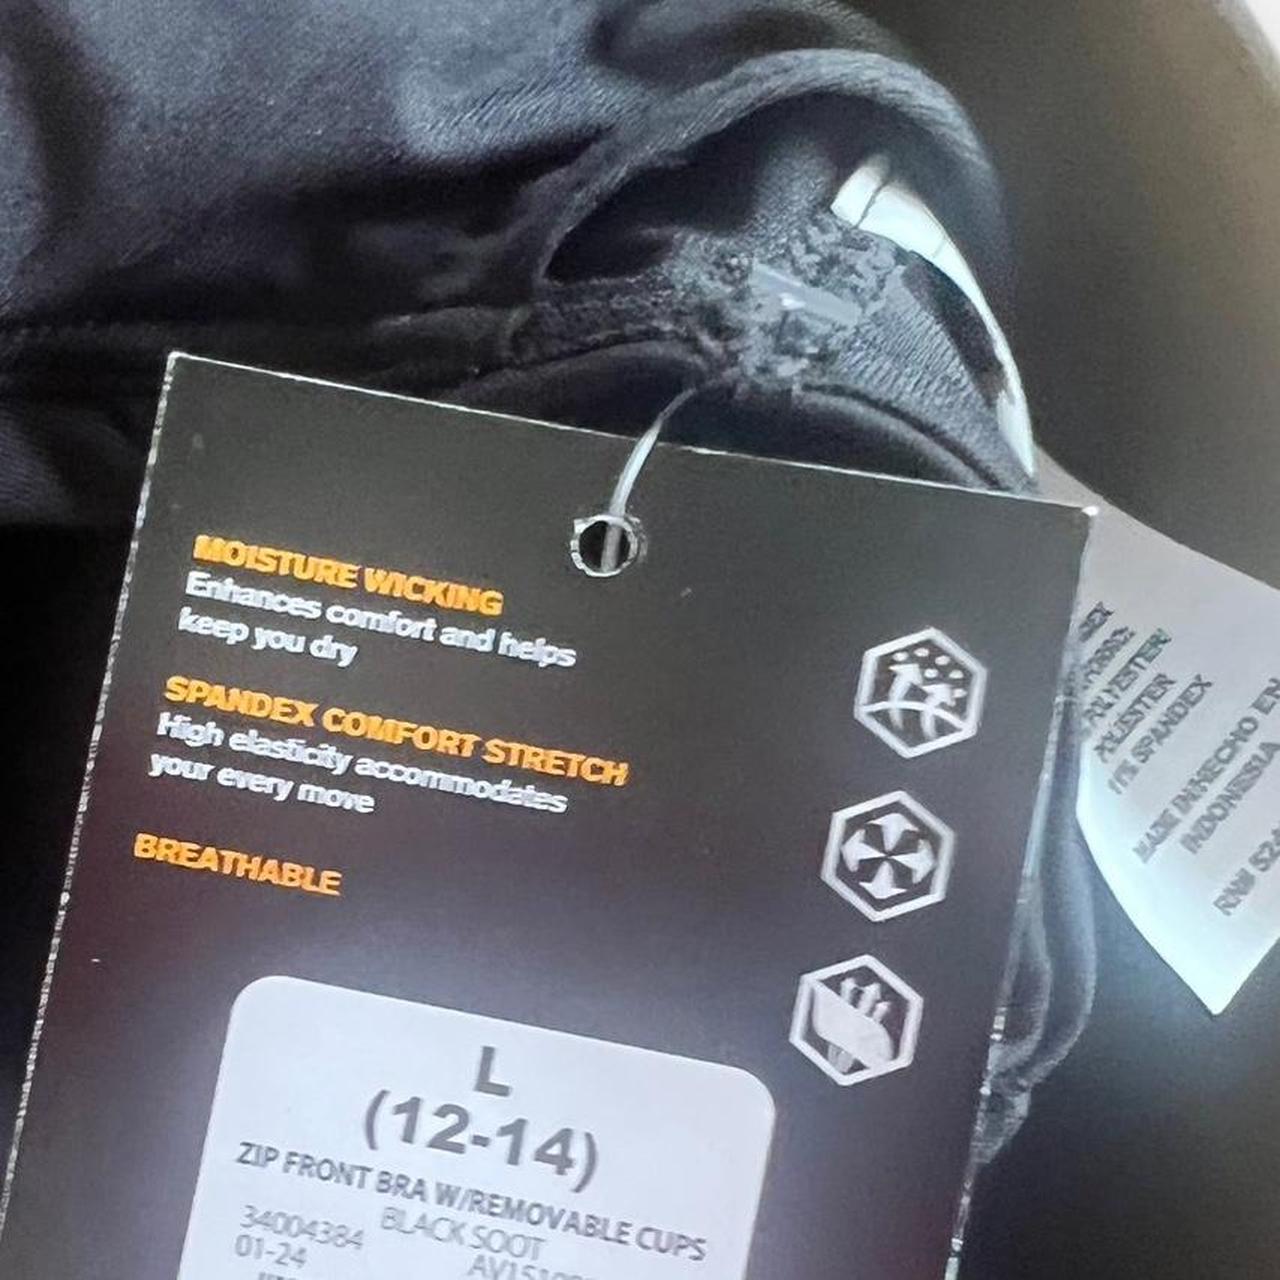 MOISTURE WICKING
Enhances comfort and helps
keep you dry
SPANDEX COMFORT STRETCH
High elasticity accommodates
your every move
BREATHABLE
L
(12-14)
ZIP FRONT BRA W/REMOVABLE CUPS
BLACK SOOT
34004384
01-24
POLYESTER
POLIESTER
SPANDEX
MADE IN/HECHO EN
INDONESIA